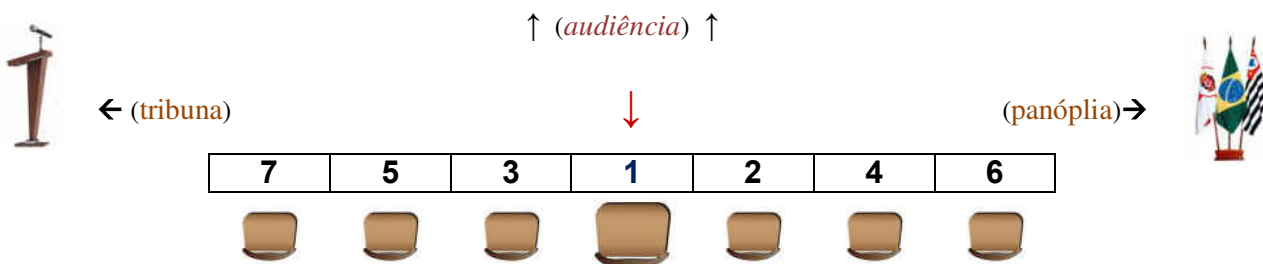 ↑ (audiência) ↑
← (tribuna) ↓ (panóplia)→
7 5 3 1 2 4 6